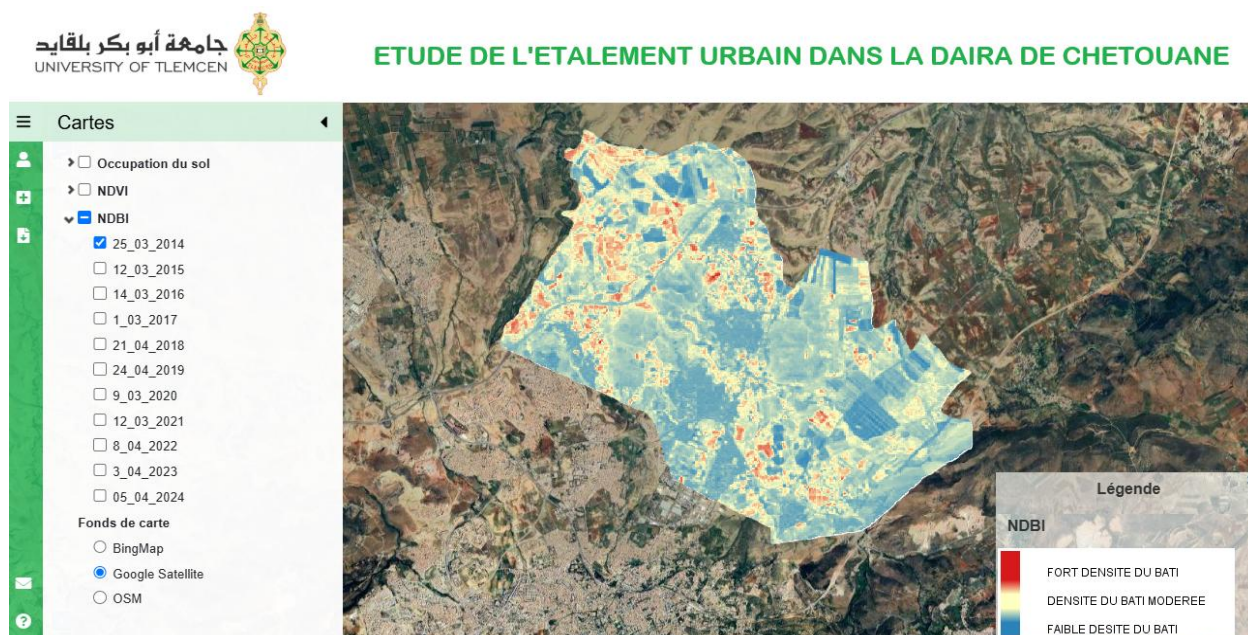 جامعة أبو بكر بلقايد
UNIVERSITY OF TLEMCEN
ETUDE DE L'ETALEMENT URBAIN DANS LA DAIRA DE CHETOUANE
Cartes
Occupation du sol
NDVI
NDBI
25_03_2014
12_03_2015
14_03_2016
1_03_2017
21_04_2018
24_04_2019
9_03_2020
12_03_2021
8_04_2022
3_04_2023
05_04_2024
Fonds de carte
BingMap
Google Satellite
OSM
Légende
NDBI
FORT DENSITE DU BATI
DENSITE DU BATI MODEREE
FAIBLE DESITE DU BATI